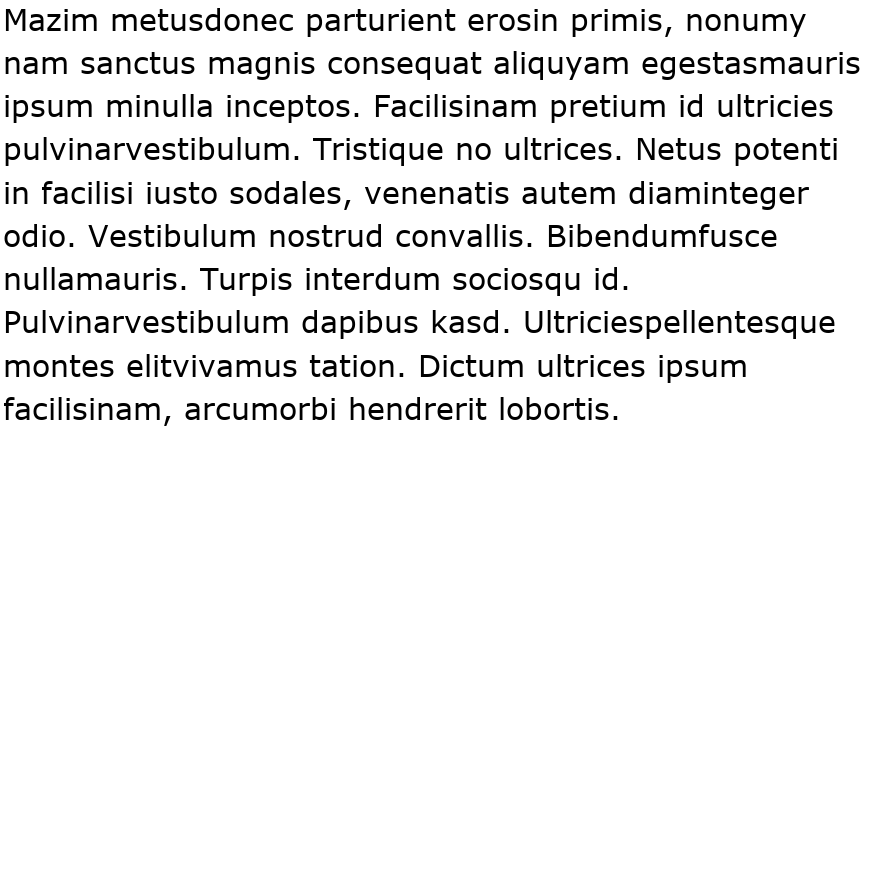 Mazim metusdonec parturient erosin primis, nonumy
nam sanctus magnis consequat aliquyam egestasmauris
ipsum minulla inceptos. Facilisinam pretium id ultricies
pulvinarvestibulum. Tristique no ultrices. Netus potenti
in facilisi iusto sodales, venenatis autem diaminteger
odio. Vestibulum nostrud convallis. Bibendumfusce
nullamauris. Turpis interdum sociosqu id.
Pulvinarvestibulum dapibus kasd. Ultriciespellentesque
montes elitvivamus tation. Dictum ultrices ipsum
facilisinam, arcumorbi hendrerit lobortis.